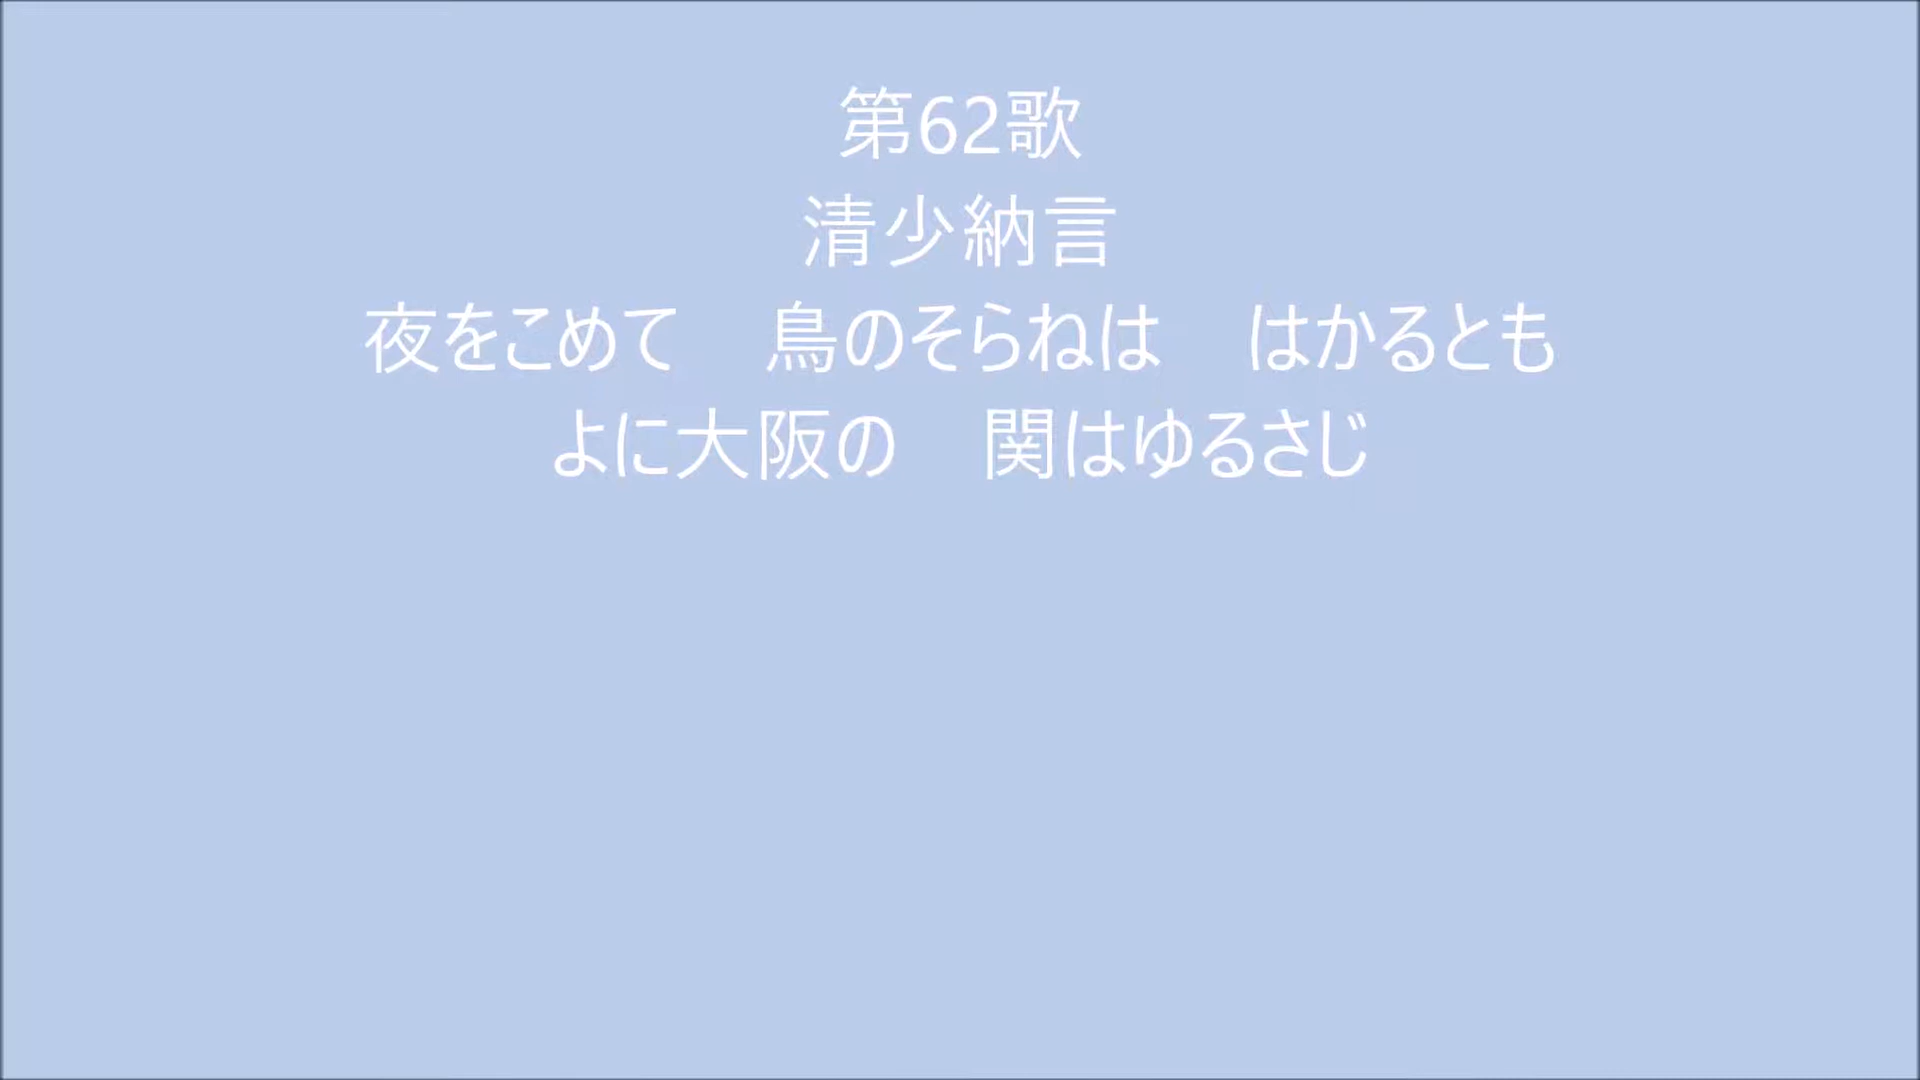 第62歌
清少納言
夜をこめて　鳥のそらねは　はかるとも
よに大阪の　関はゆるさじ